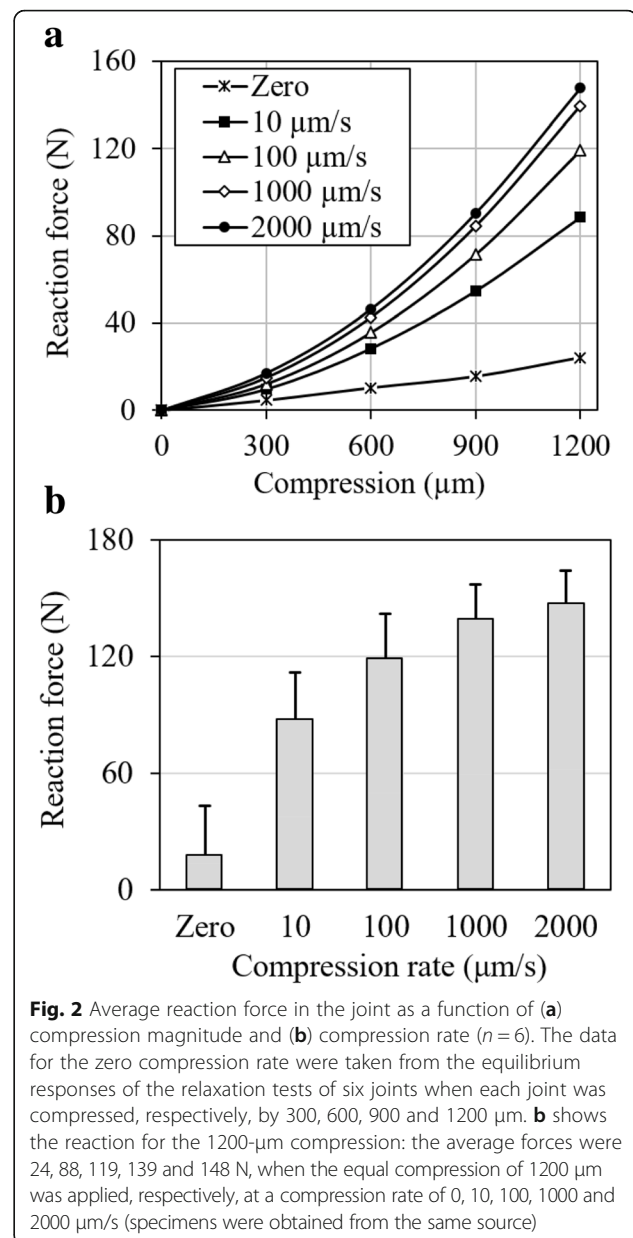 a
Reaction force (N)
160
120
80
40
0
Zero
10 µm/s
100 µm/s
1000 µm/s
2000 µm/s
0 300 600 900 1200
Compression (µm)
b
Reaction force (N)
180
120
60
0
Zero 10 100 1000 2000
Compression rate (µm/s)
Fig. 2 Average reaction force in the joint as a function of (a)
compression magnitude and (b) compression rate (n = 6). The data
for the zero compression rate were taken from the equilibrium
responses of the relaxation tests of six joints when each joint was
compressed, respectively, by 300, 600, 900 and 1200 µm. b shows
the reaction for the 1200-µm compression: the average forces were
24, 88, 119, 139 and 148 N, when the equal compression of 1200 µm
was applied, respectively, at a compression rate of 0, 10, 100, 1000 and
2000 µm/s (specimens were obtained from the same source)